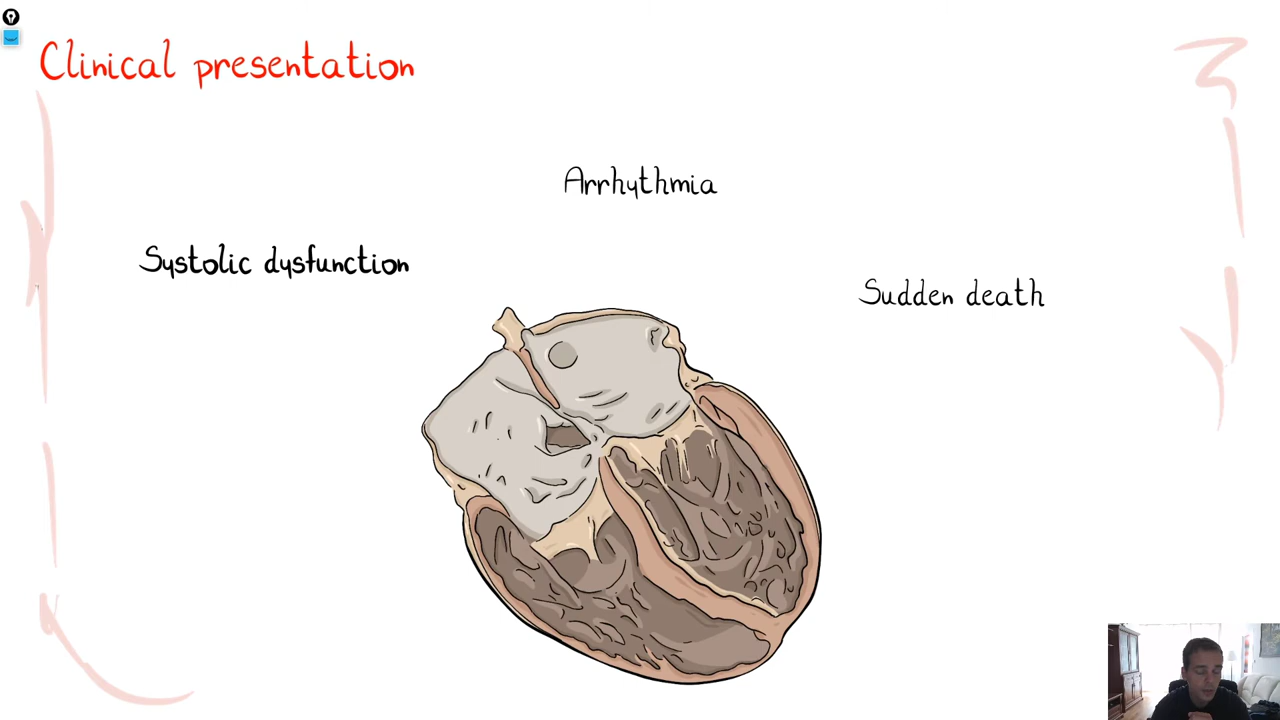 Clinical presentation
Arrhythmia
Systolic dysfunction
Sudden death